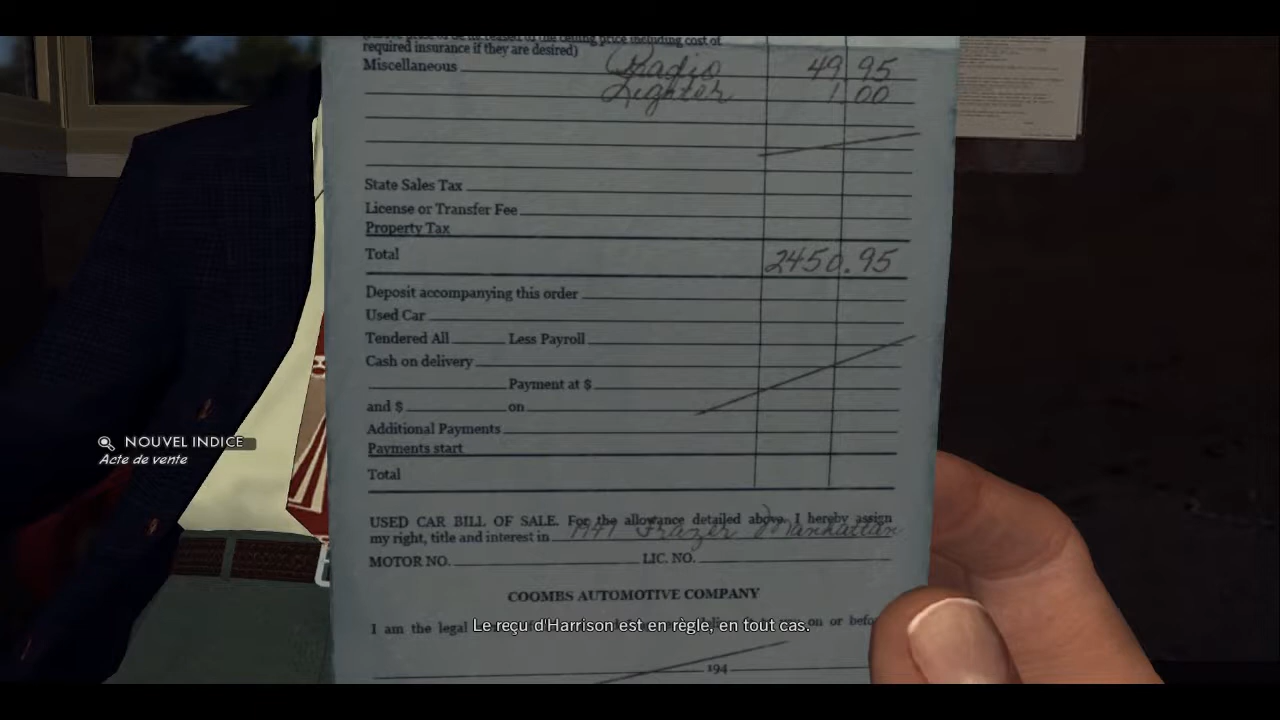 required insurance if they are desired)
Miscellaneous Radio 49 95
Lighter 1 00
State Sales Tax
License or Transfer Fee
Property Tax
Total 2450.95
Deposit accompanying this order
Used Car
Tendered All Less Payroll
Cash on delivery
Payment at $
and $ on
Additional Payments
Payments start
Total
NOUVEL INDICE
Acte de vente
USED CAR BILL OF SALE. For the allowance detailed above, I hereby assign
my right, title and interest in 1947 Frazer Manhattan
MOTOR NO. LIC. NO.
COOMBS AUTOMOTIVE COMPANY
I am the legal on or befo
Le reçu d'Harrison est en règle, en tout cas.
194